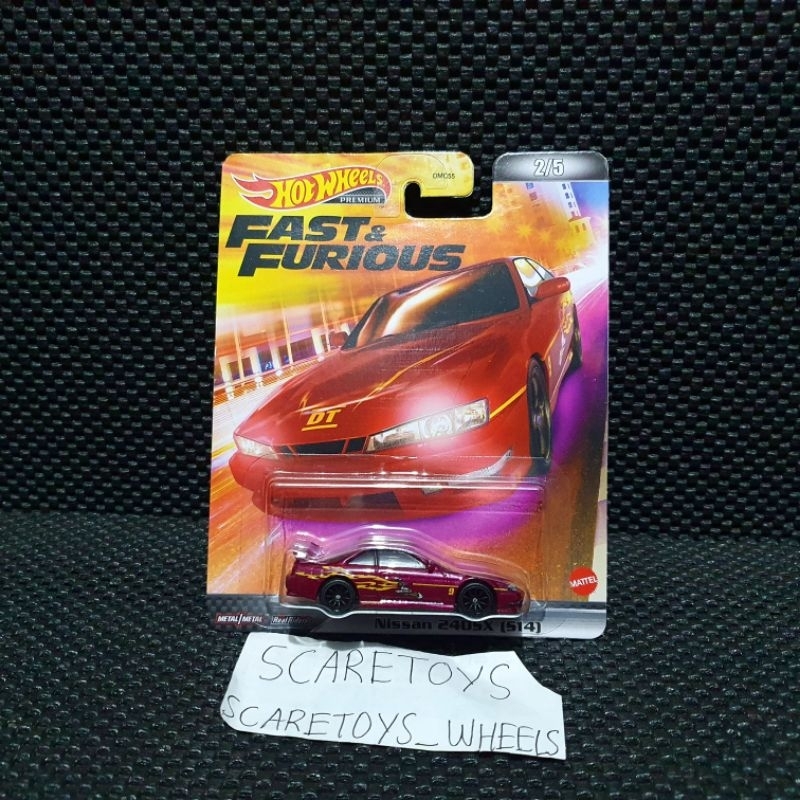 HOT WHEELS
PREMIUM
DMC55
2/5
FAST &
FURIOUS
DT
9
MATTEL
METAL/METAL
Real Riders
Nissan 240SX (S14)
SCARETOYS
SCARETOYS_WHEELS